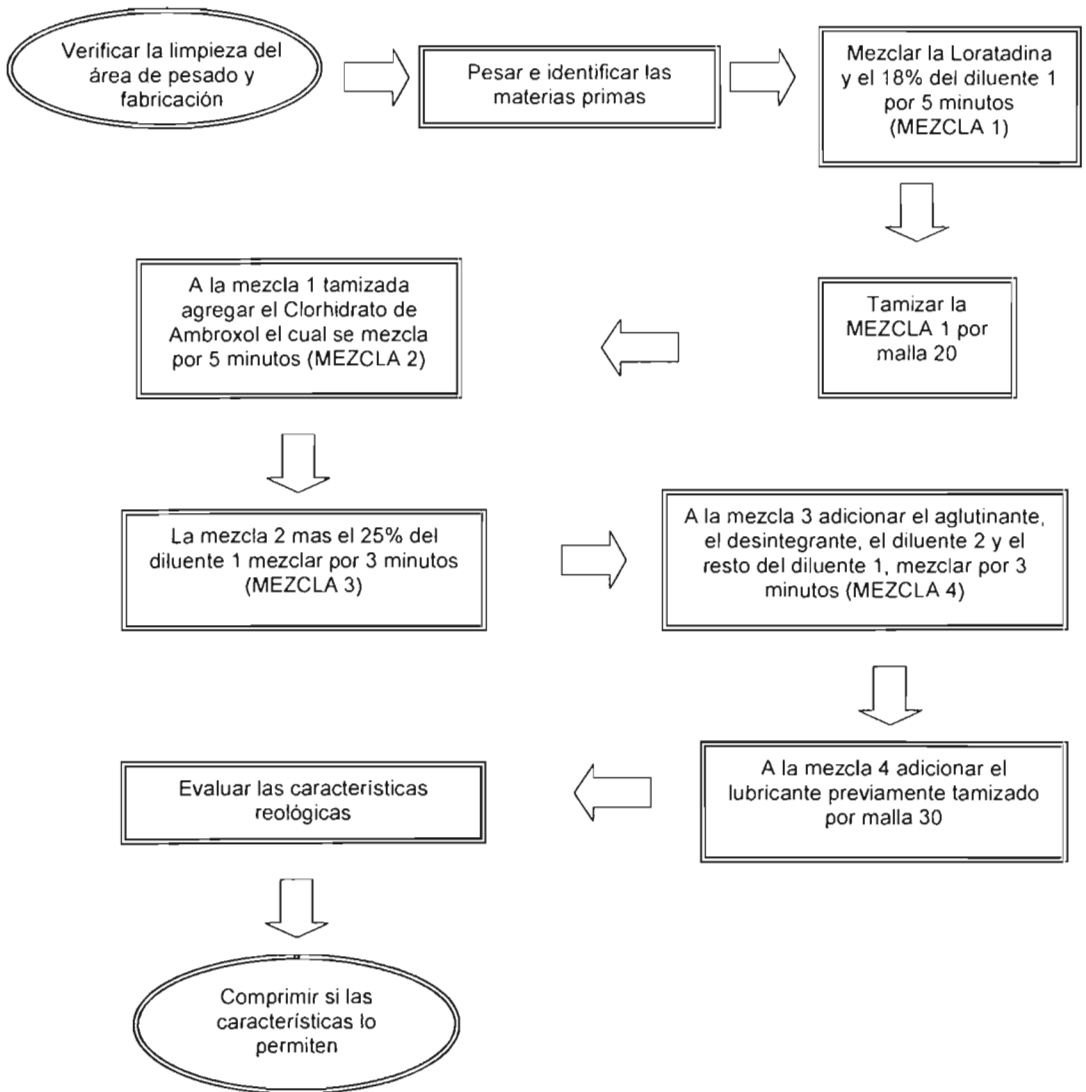 Verificar la limpieza del
área de pesado y
fabricación
Pesar e identificar las
materias primas
Mezclar la Loratadina
y el 18% del diluente 1
por 5 minutos
(MEZCLA 1)
Tamizar la
MEZCLA 1 por
malla 20
A la mezcla 1 tamizada
agregar el Clorhidrato de
Ambroxol el cual se mezcla
por 5 minutos (MEZCLA 2)
La mezcla 2 mas el 25% del
diluente 1 mezclar por 3 minutos
(MEZCLA 3)
A la mezcla 3 adicionar el aglutinante,
el desintegrante, el diluente 2 y el
resto del diluente 1, mezclar por 3
minutos (MEZCLA 4)
A la mezcla 4 adicionar el
lubricante previamente tamizado
por malla 30
Evaluar las características
reológicas
Comprimir si las
características lo
permiten